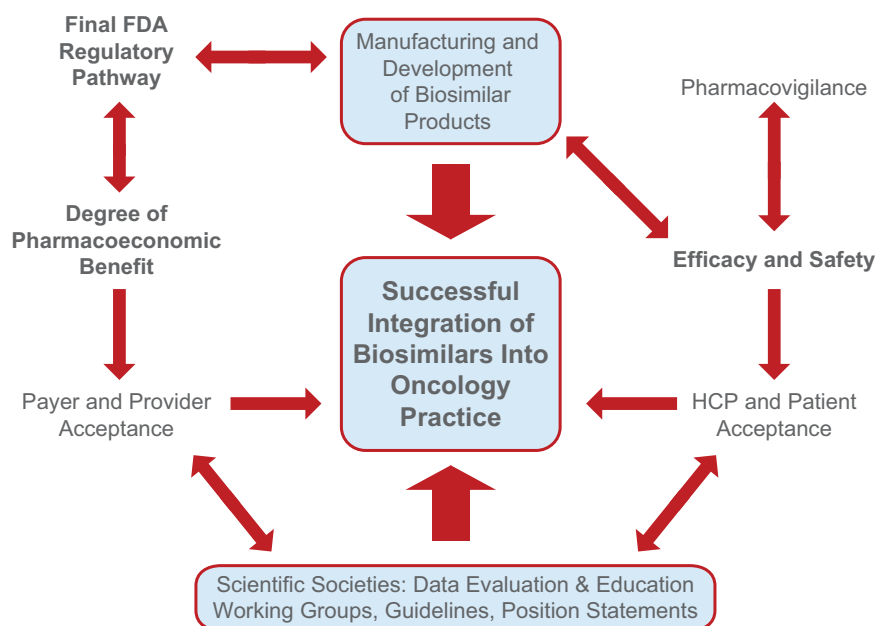 Final FDA
Regulatory
Pathway
Manufacturing and
Development
of Biosimilar
Products
Pharmacovigilance
Degree of
Pharmacoeconomic
Benefit
Efficacy and Safety
Successful
Integration of
Biosimilars Into
Oncology
Practice
Payer and Provider
Acceptance
HCP and Patient
Acceptance
Scientific Societies: Data Evaluation & Education
Working Groups, Guidelines, Position Statements